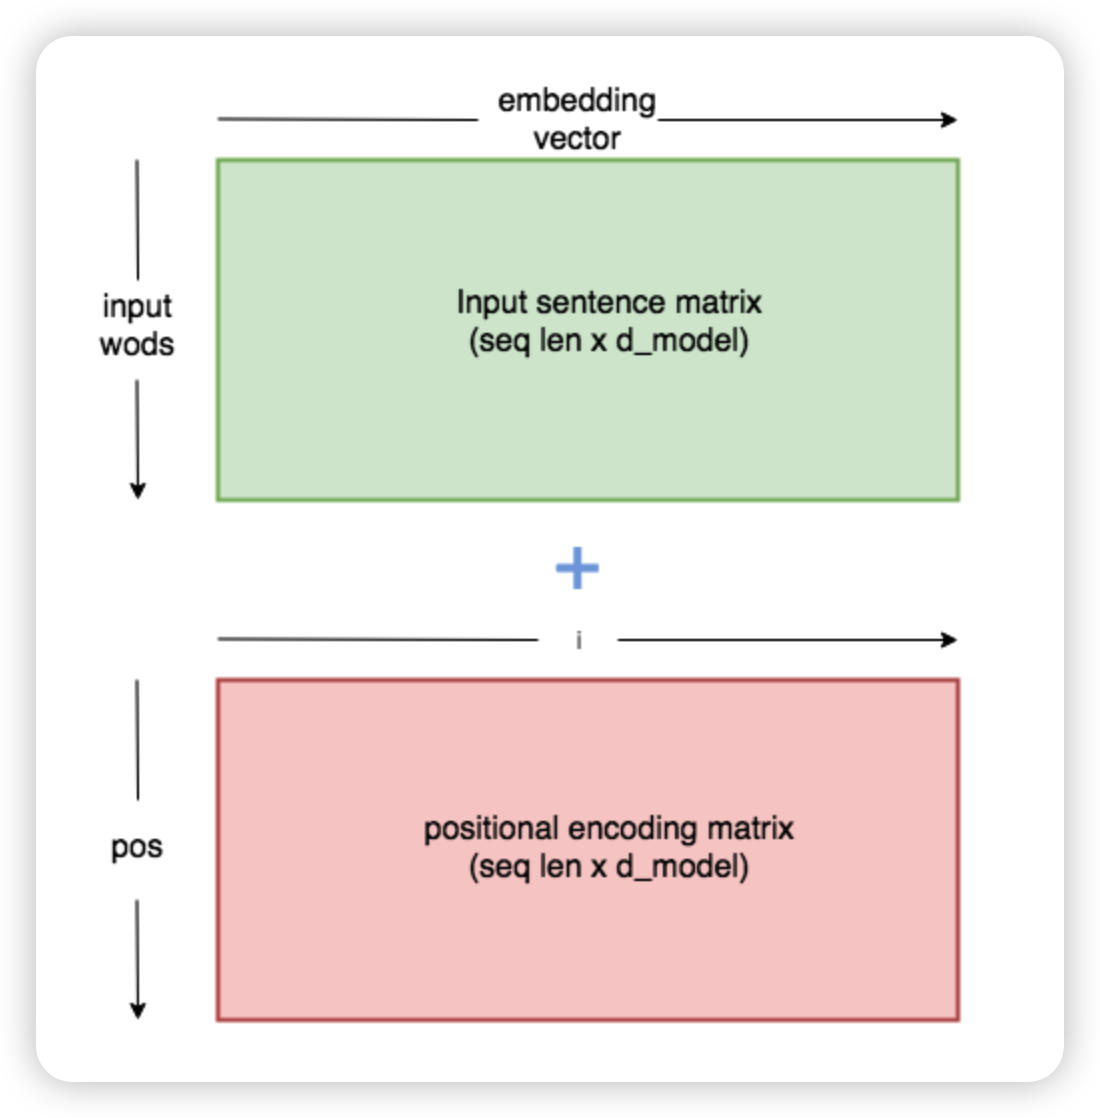 embedding
vector
input
wods
Input sentence matrix
(seq len x d_model)
+
i
pos
positional encoding matrix
(seq len x d_model)